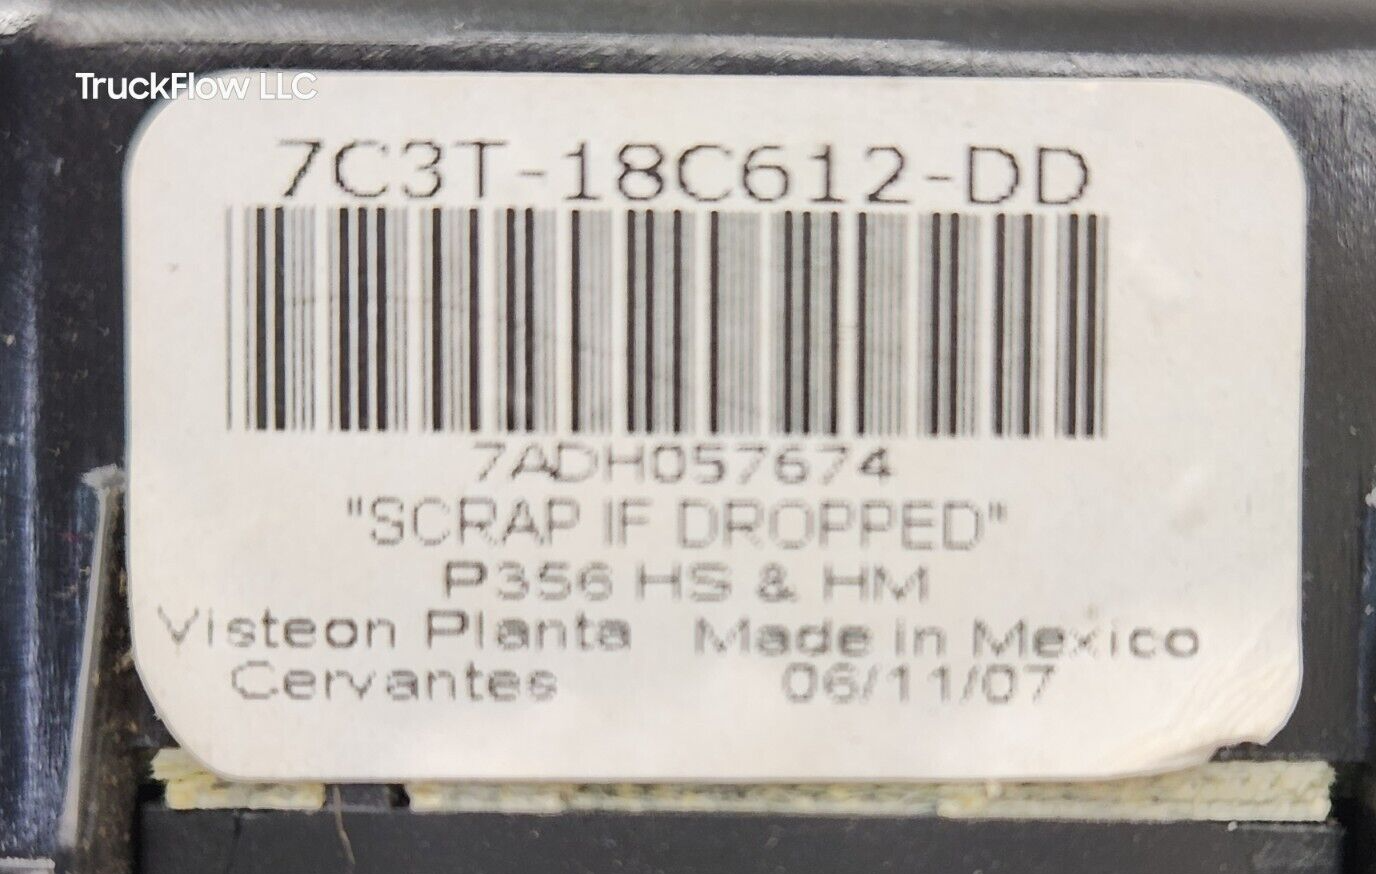 TruckFlow LLC
7C3T-18C612-DD
7ADH057674
"SCRAP IF DROPPED"
P356 HS & HM
Visteon Planta Made in Mexico
Cervantes 06/11/07